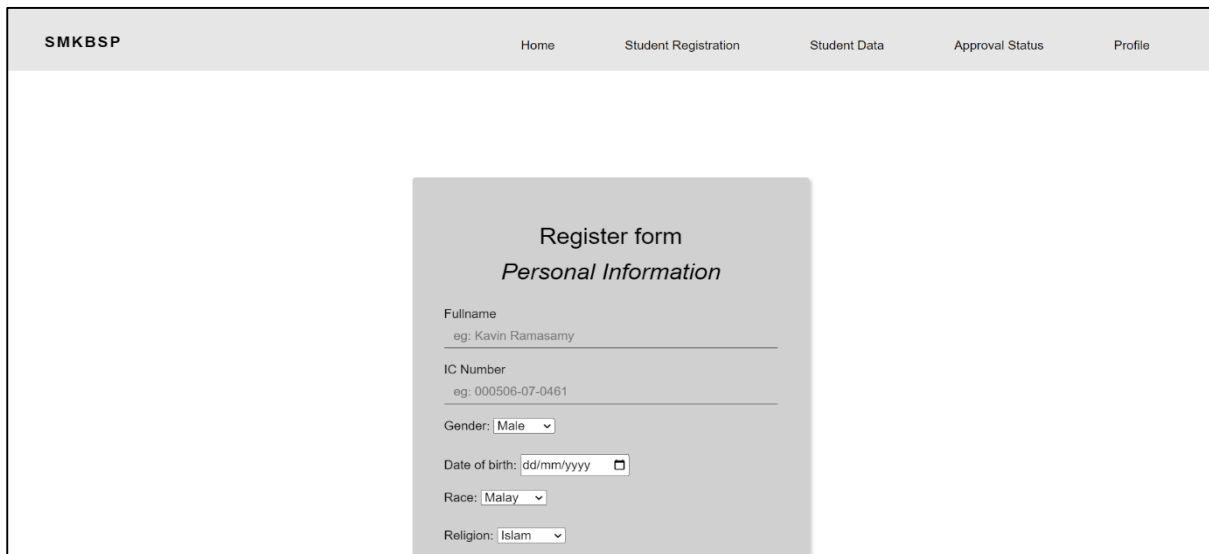 SMKBSP Home Student Registration Student Data Approval Status Profile
Register form
Personal Information
Fullname
eg: Kavin Ramasamy
IC Number
eg: 000506-07-0461
Gender: Male
Date of birth: dd/mm/yyyy
Race: Malay
Religion: Islam